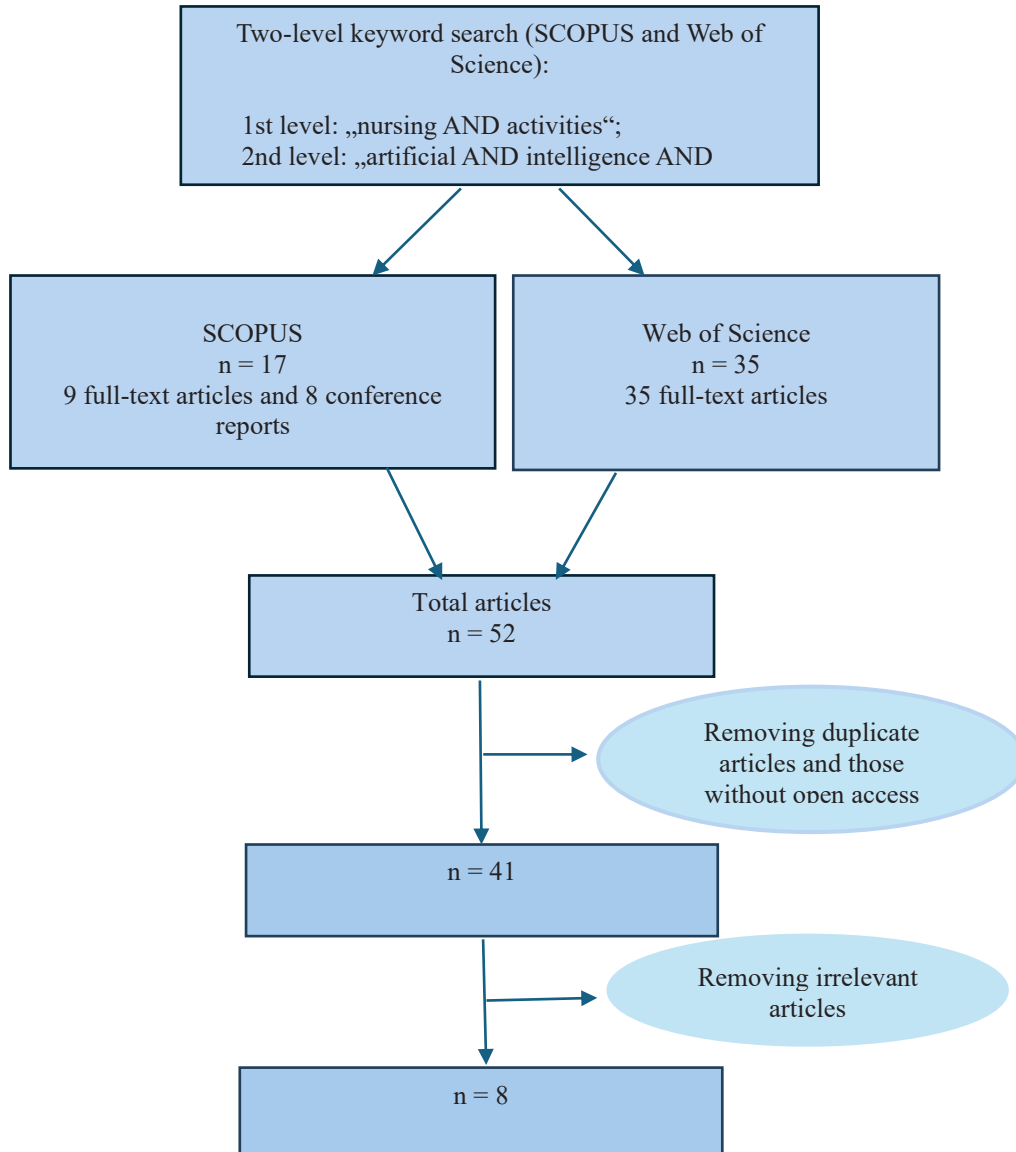 Two-level keyword search (SCOPUS and Web of
Science):
1st level: „nursing AND activities“;
2nd level: „artificial AND intelligence AND
SCOPUS
n = 17
9 full-text articles and 8 conference
reports
Web of Science
n = 35
35 full-text articles
Total articles
n = 52
Removing duplicate
articles and those
without open access
n = 41
Removing irrelevant
articles
n = 8